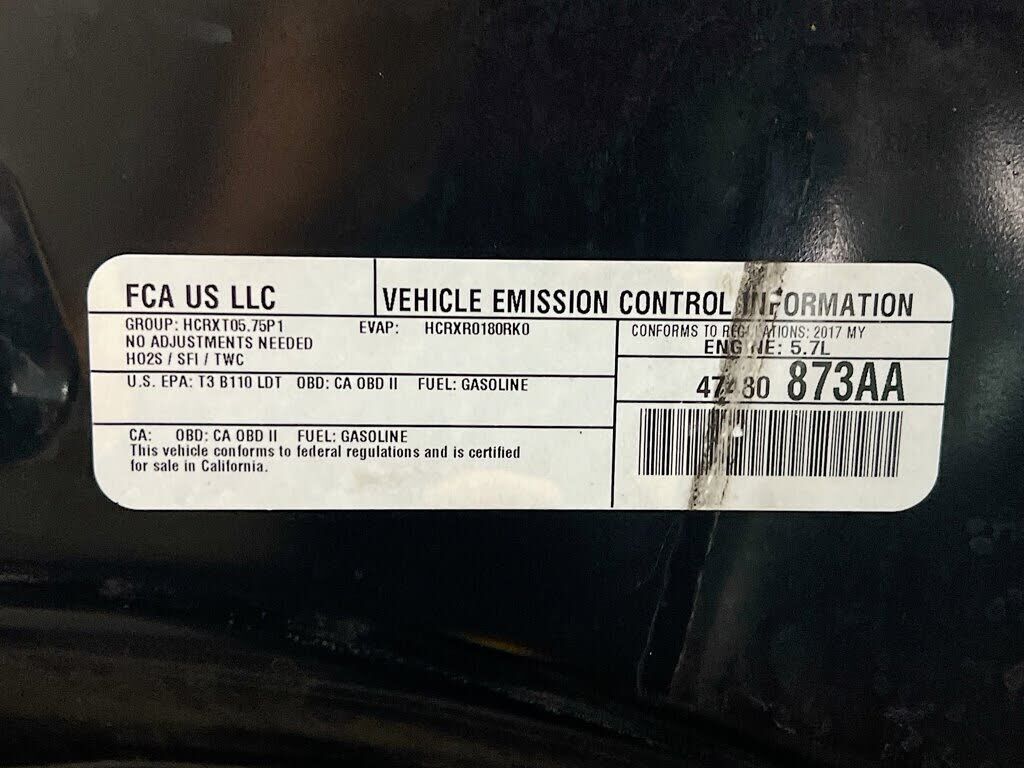 FCA US LLC
VEHICLE EMISSION CONTROL INFORMATION
GROUP: HCRXT05.75P1 EVAP: HCRXR0180RK0
NO ADJUSTMENTS NEEDED
HO2S / SFI / TWC
U.S. EPA: T3 B110 LDT OBD: CA OBD II FUEL: GASOLINE
CA: OBD: CA OBD II FUEL: GASOLINE
This vehicle conforms to federal regulations and is certified
for sale in California.
CONFORMS TO REGULATIONS: 2017 MY
ENGINE: 5.7L
873AA